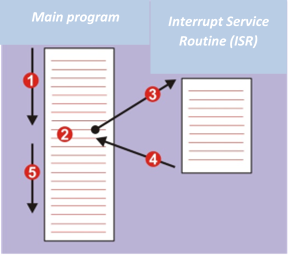 Main program
Interrupt Service
Routine (ISR)
1
2
3
4
5